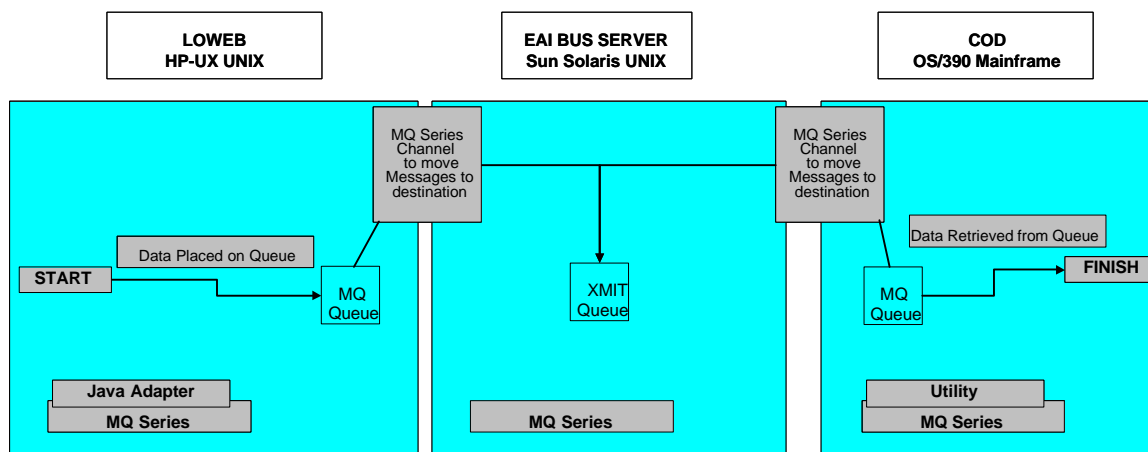 LOWEB
HP-UX UNIX
EAI BUS SERVER
Sun Solaris UNIX
COD
OS/390 Mainframe
MQ Series
Channel
to move
Messages to
destination
MQ Series
Channel
to move
Messages to
destination
Data Placed on Queue
Data Retrieved from Queue
START
MQ
Queue
XMIT
Queue
MQ
Queue
FINISH
Java Adapter
MQ Series
MQ Series
Utility
MQ Series